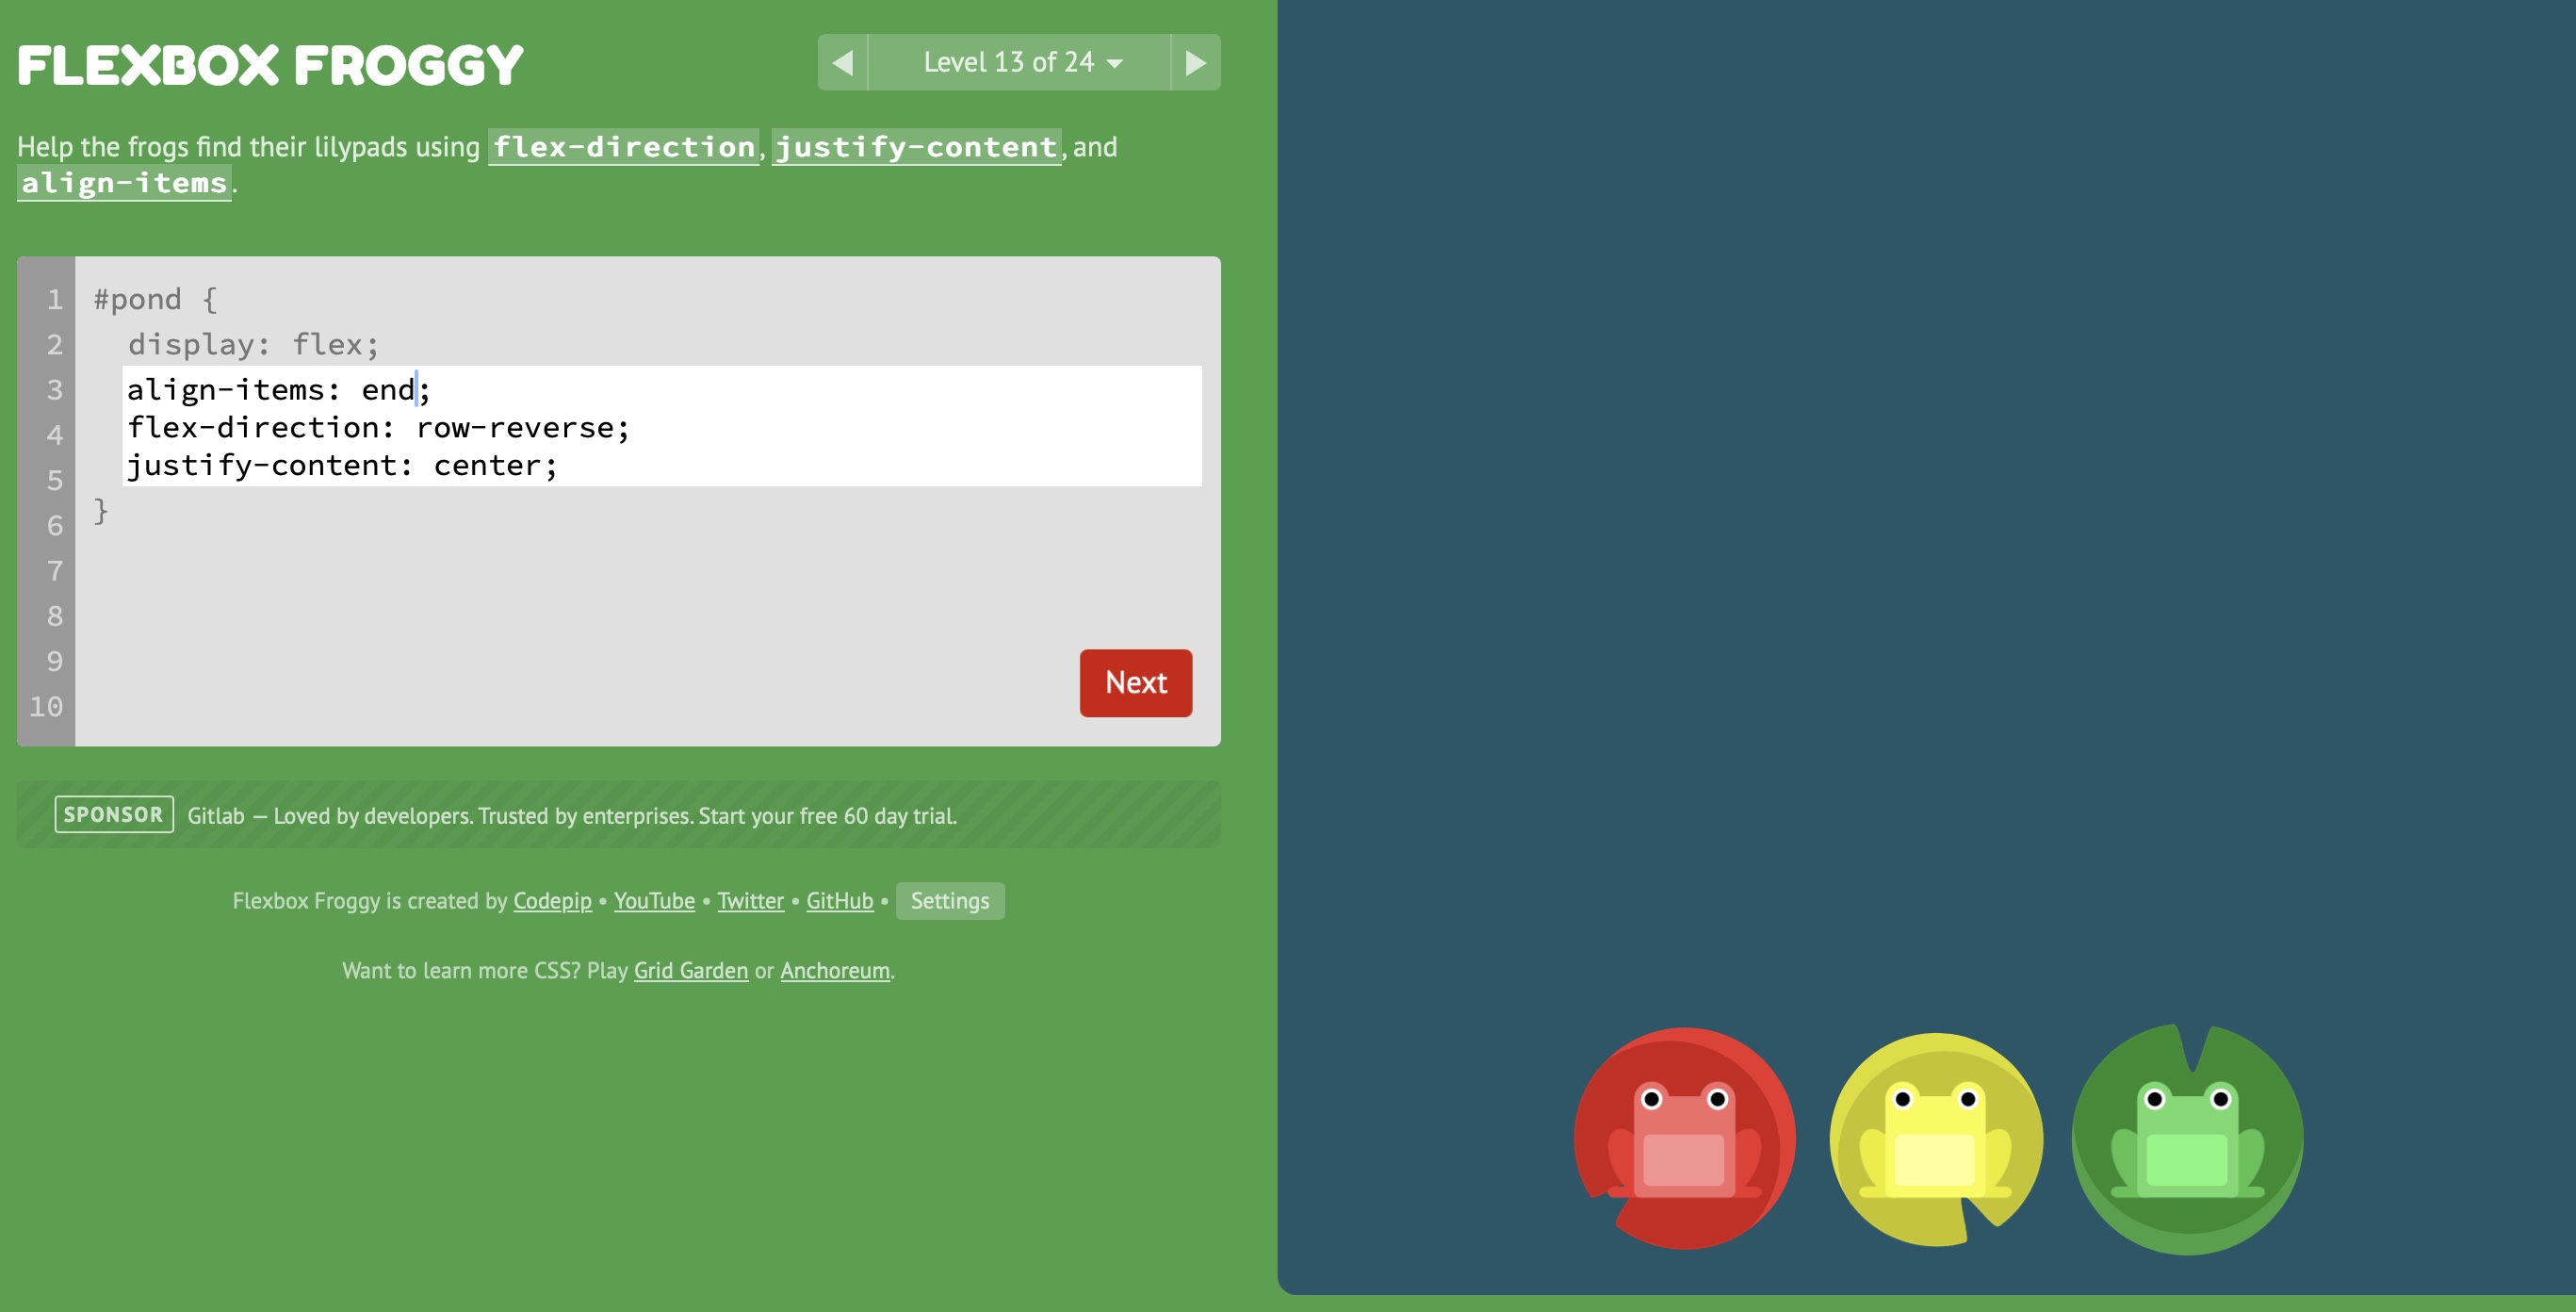 FLEXBOX FROGGY
Level 13 of 24
Help the frogs find their lilypads using flex-direction, justify-content, and
align-items.
1 #pond {
2 display: flex;
3 align-items: end;
4 flex-direction: row-reverse;
5 justify-content: center;
6 }
7
8
9
10
Next
SPONSOR Gitlab — Loved by developers. Trusted by enterprises. Start your free 60 day trial.
Flexbox Froggy is created by Codepip • YouTube • Twitter • GitHub • Settings
Want to learn more CSS? Play Grid Garden or Anchoreum.